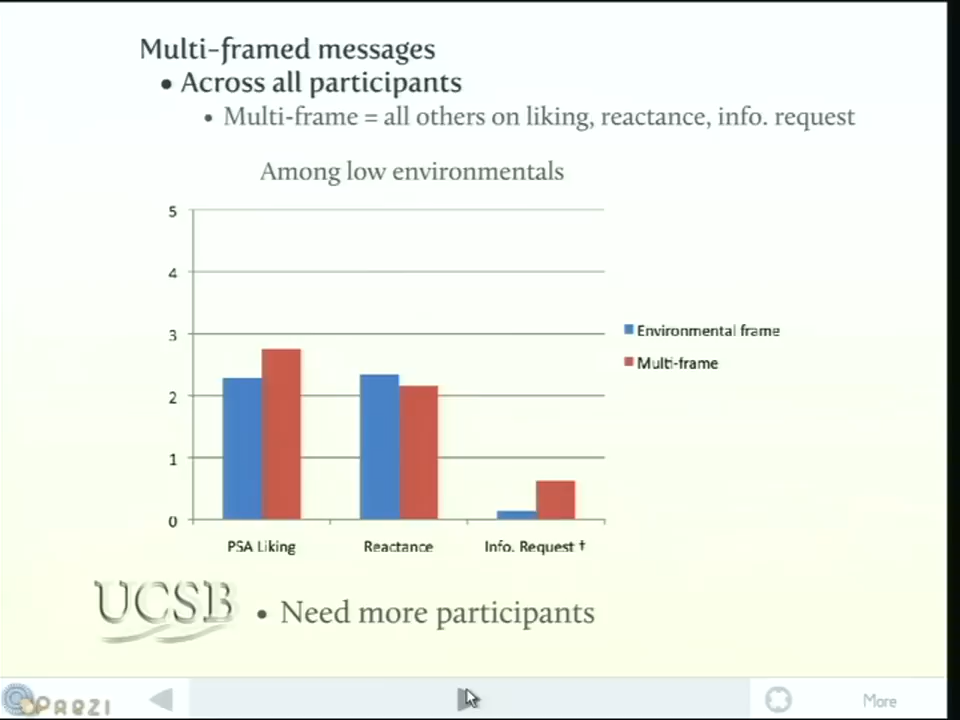 Multi-framed messages
• Across all participants
• Multi-frame = all others on liking, reactance, info. request
Among low environmentals
5
4
3
2
1
0
Environmental frame
Multi-frame
PSA Liking
Reactance
Info. Request †
UCSB
• Need more participants
PREZI
More